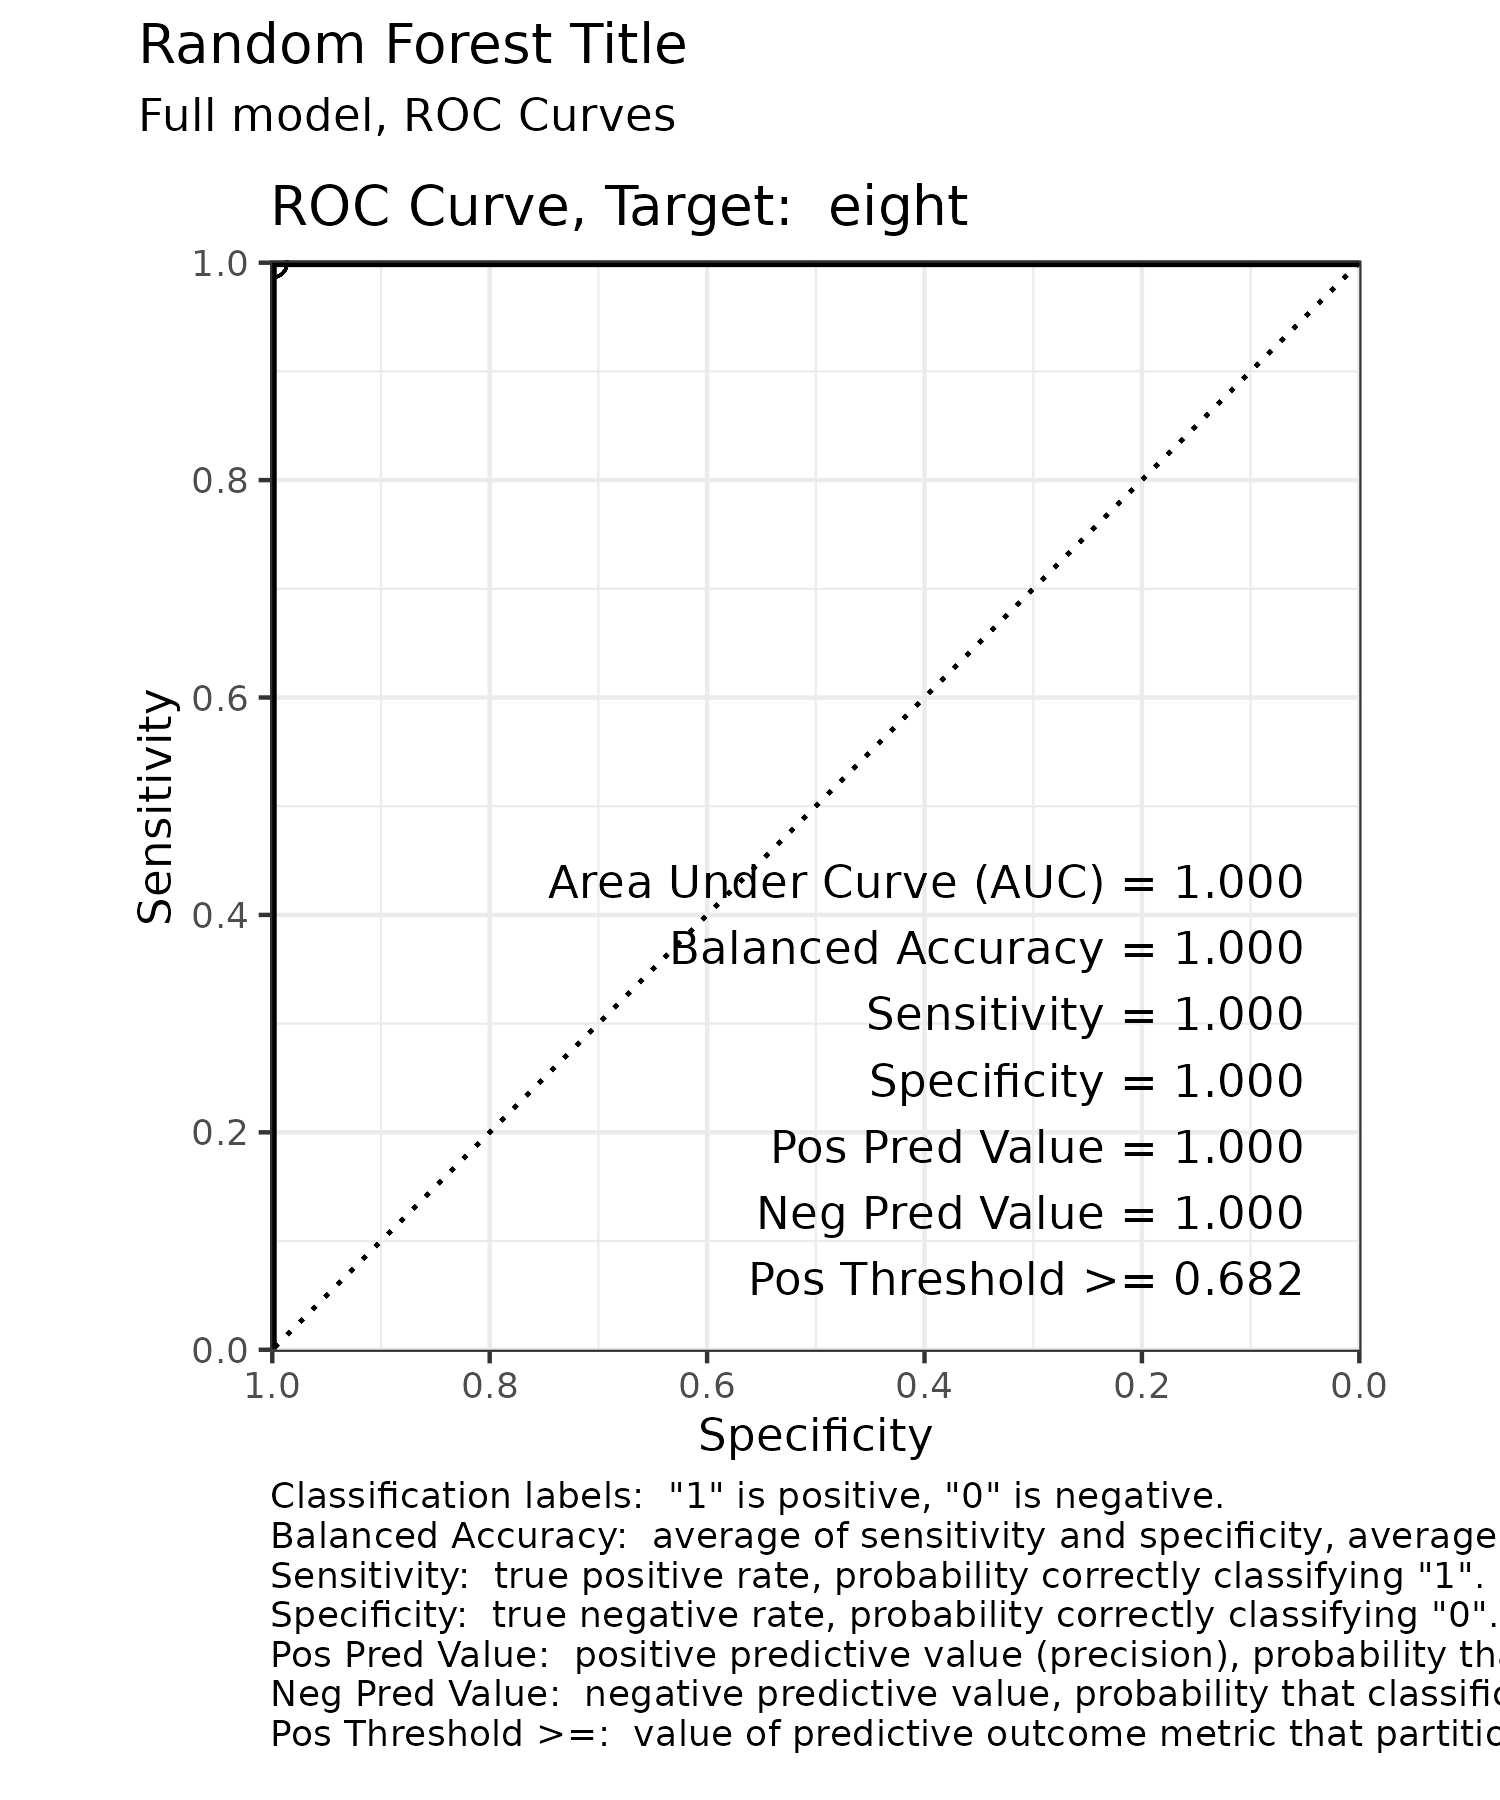 Random Forest Title
Full model, ROC Curves
ROC Curve, Target:  eight
1.0
0.8
0.6
0.4
0.2
0.0
Sensitivity
Area Under Curve (AUC) = 1.000
Balanced Accuracy = 1.000
Sensitivity = 1.000
Specificity = 1.000
Pos Pred Value = 1.000
Neg Pred Value = 1.000
Pos Threshold >= 0.682
1.0 0.8 0.6 0.4 0.2 0.0
Specificity
Classification labels:  "1" is positive, "0" is negative.
Balanced Accuracy:  average of sensitivity and specificity, average
Sensitivity:  true positive rate, probability correctly classifying "1".
Specificity:  true negative rate, probability correctly classifying "0".
Pos Pred Value:  positive predictive value (precision), probability
Neg Pred Value:  negative predictive value, probability that
Pos Threshold >=:  value of predictive outcome metric that